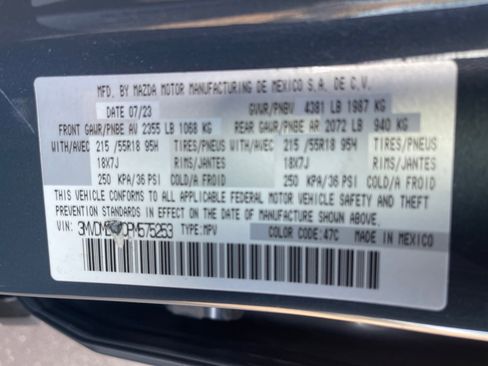 MFD. BY MAZDA MOTOR MANUFACTURING DE MEXICO S.A. DE C.V.
DATE 07/23 GVWR/PNBV 4381 LB 1987 KG
FRONT GAWR/PNBE AV 2355 LB 1068 KG REAR GAWR/PNBE AR 2072 LB 940 KG
WITH/AVEC 215 /55R18 95H TIRES/PNEUS WITH/AVEC 215 /55R18 95H TIRES/PNEUS
18X7J RIMS/JANTES 18X7J RIMS/JANTES
250 KPA/36 PSI COLD/A FROID 250 KPA/36 PSI COLD/A FROID
THIS VEHICLE CONFORMS TO ALL APPLICABLE FEDERAL MOTOR VEHICLE SAFETY AND THEFT
PREVENTION STANDARDS IN EFFECT ON THE DATE OF MANUFACTURE SHOWN ABOVE.
VIN: TYPE:MPV COLOR CODE:47C MADE IN MEXICO